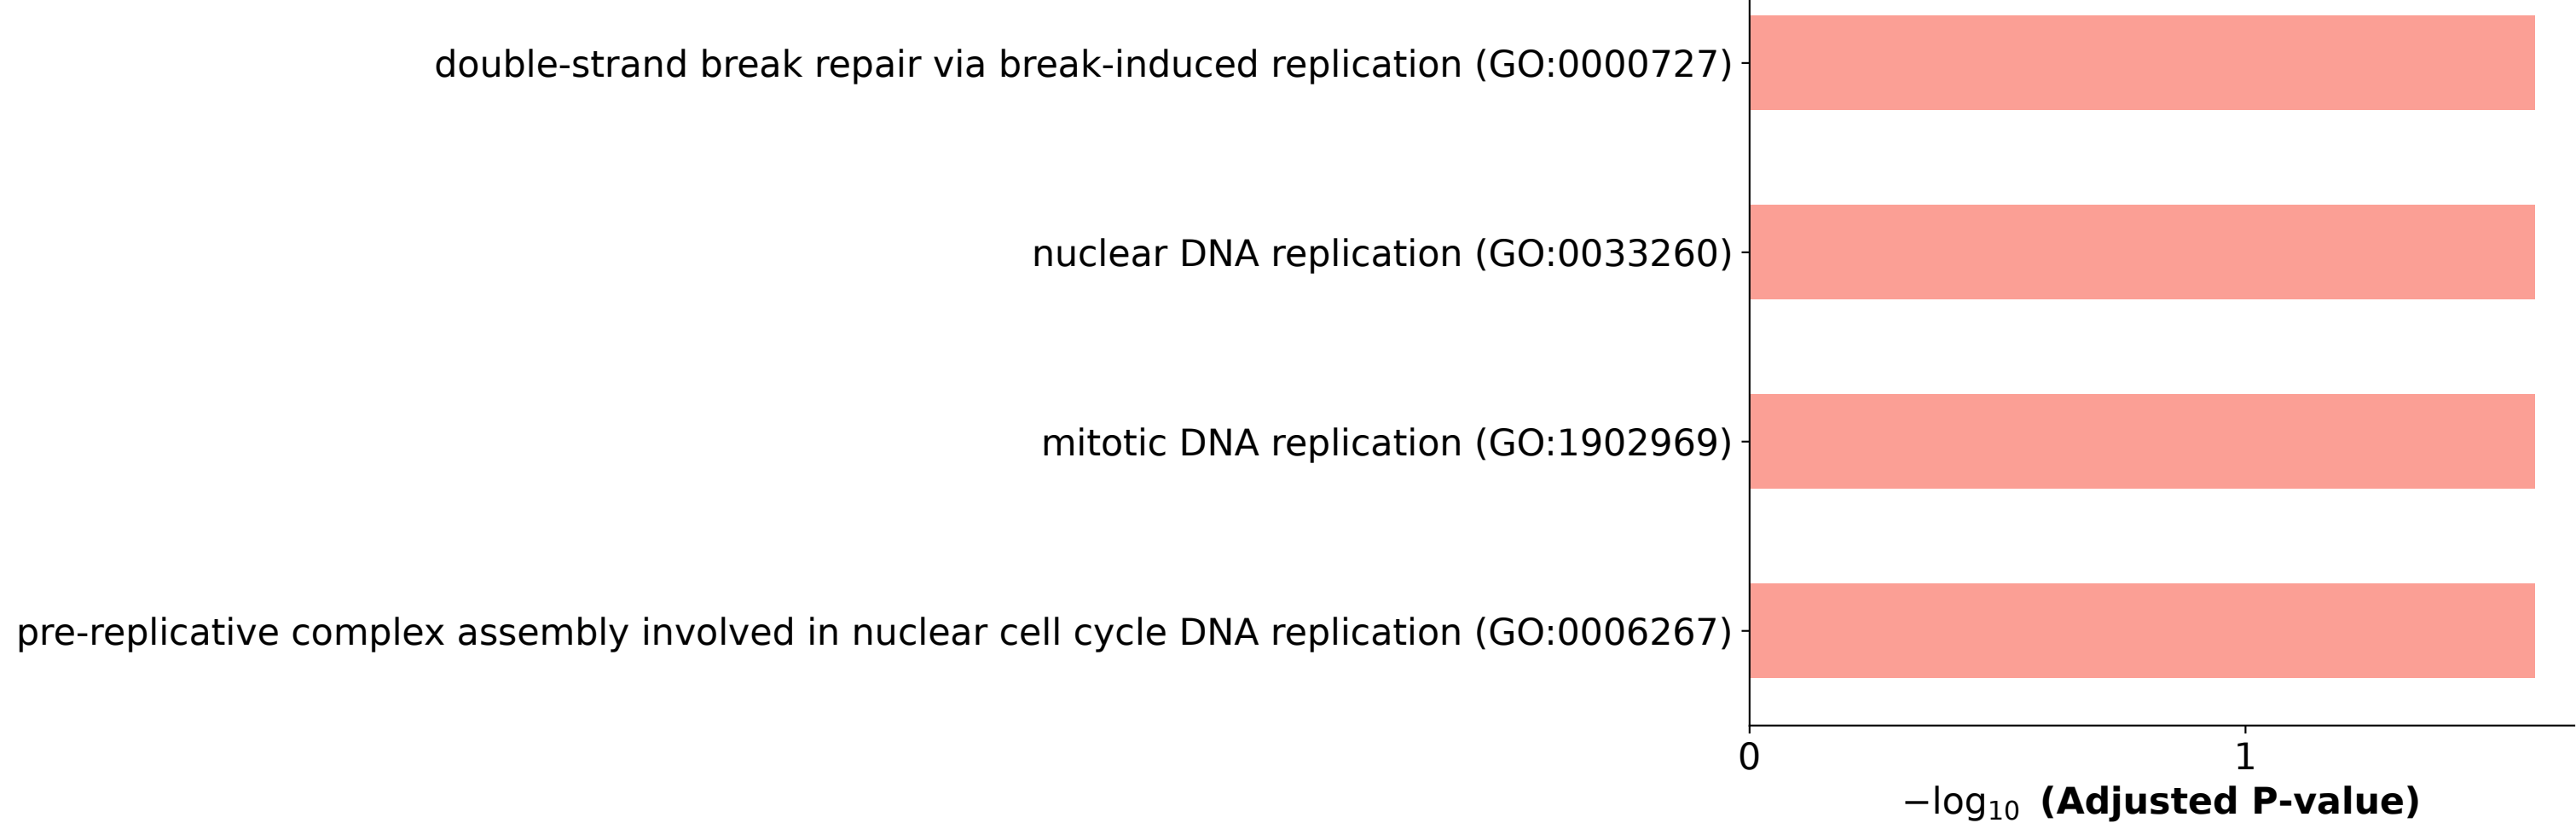 double-strand break repair via break-induced replication (GO:0000727)
nuclear DNA replication (GO:0033260)
mitotic DNA replication (GO:1902969)
pre-replicative complex assembly involved in nuclear cell cycle DNA replication (GO:0006267)
0 1
−log₁₀ (Adjusted P-value)